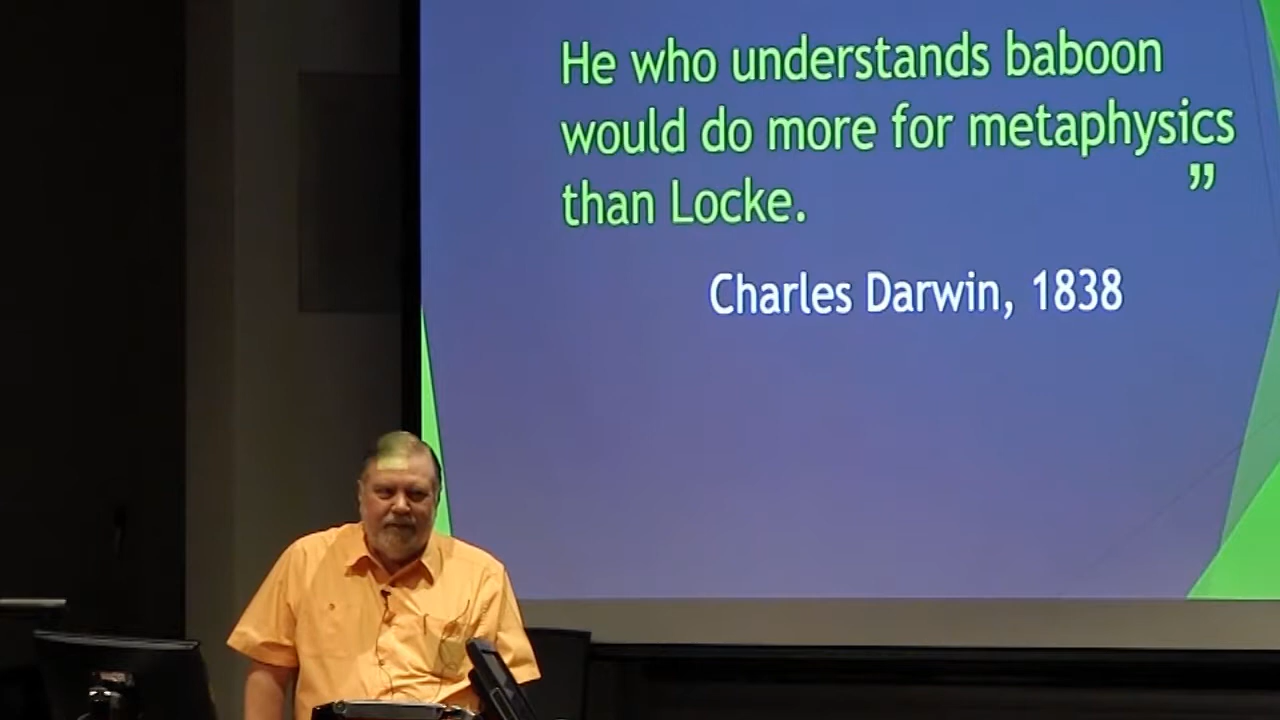 He who understands baboon
would do more for metaphysics
than Locke.
”
Charles Darwin, 1838